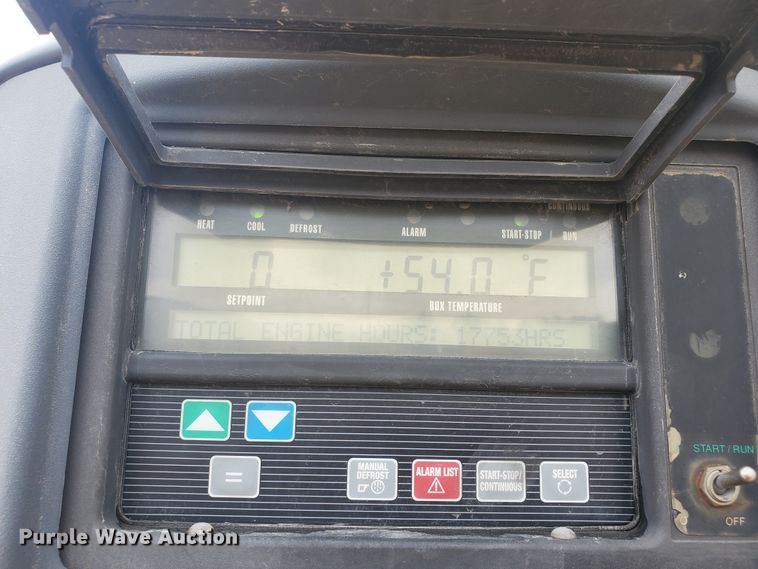 CONTINUOUS
HEAT COOL DEFROST ALARM START-STOP RUN
0 +54.0 °F
SETPOINT BOX TEMPERATURE
TOTAL ENGINE HOURS: 17753HRS
MANUAL DEFROST
ALARM LIST
START-STOP/ CONTINUOUS
SELECT
=
START / RUN
OFF
Purple Wave Auction